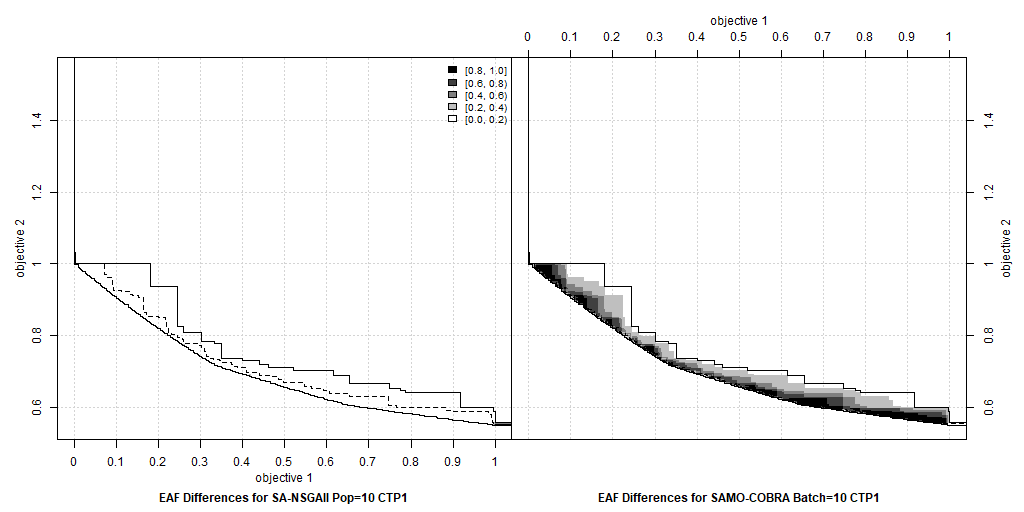 objective 1
0 0.1 0.2 0.3 0.4 0.5 0.6 0.7 0.8 0.9 1
[0.8, 1.0]
[0.6, 0.8)
[0.4, 0.6)
[0.2, 0.4)
[0.0, 0.2)
objective 2
1.4
1.2
1
0.8
0.6
1.4
1.2
1
0.8
0.6
objective 2
0 0.1 0.2 0.3 0.4 0.5 0.6 0.7 0.8 0.9 1
objective 1
EAF Differences for SA-NSGAII Pop=10 CTP1
EAF Differences for SAMO-COBRA Batch=10 CTP1